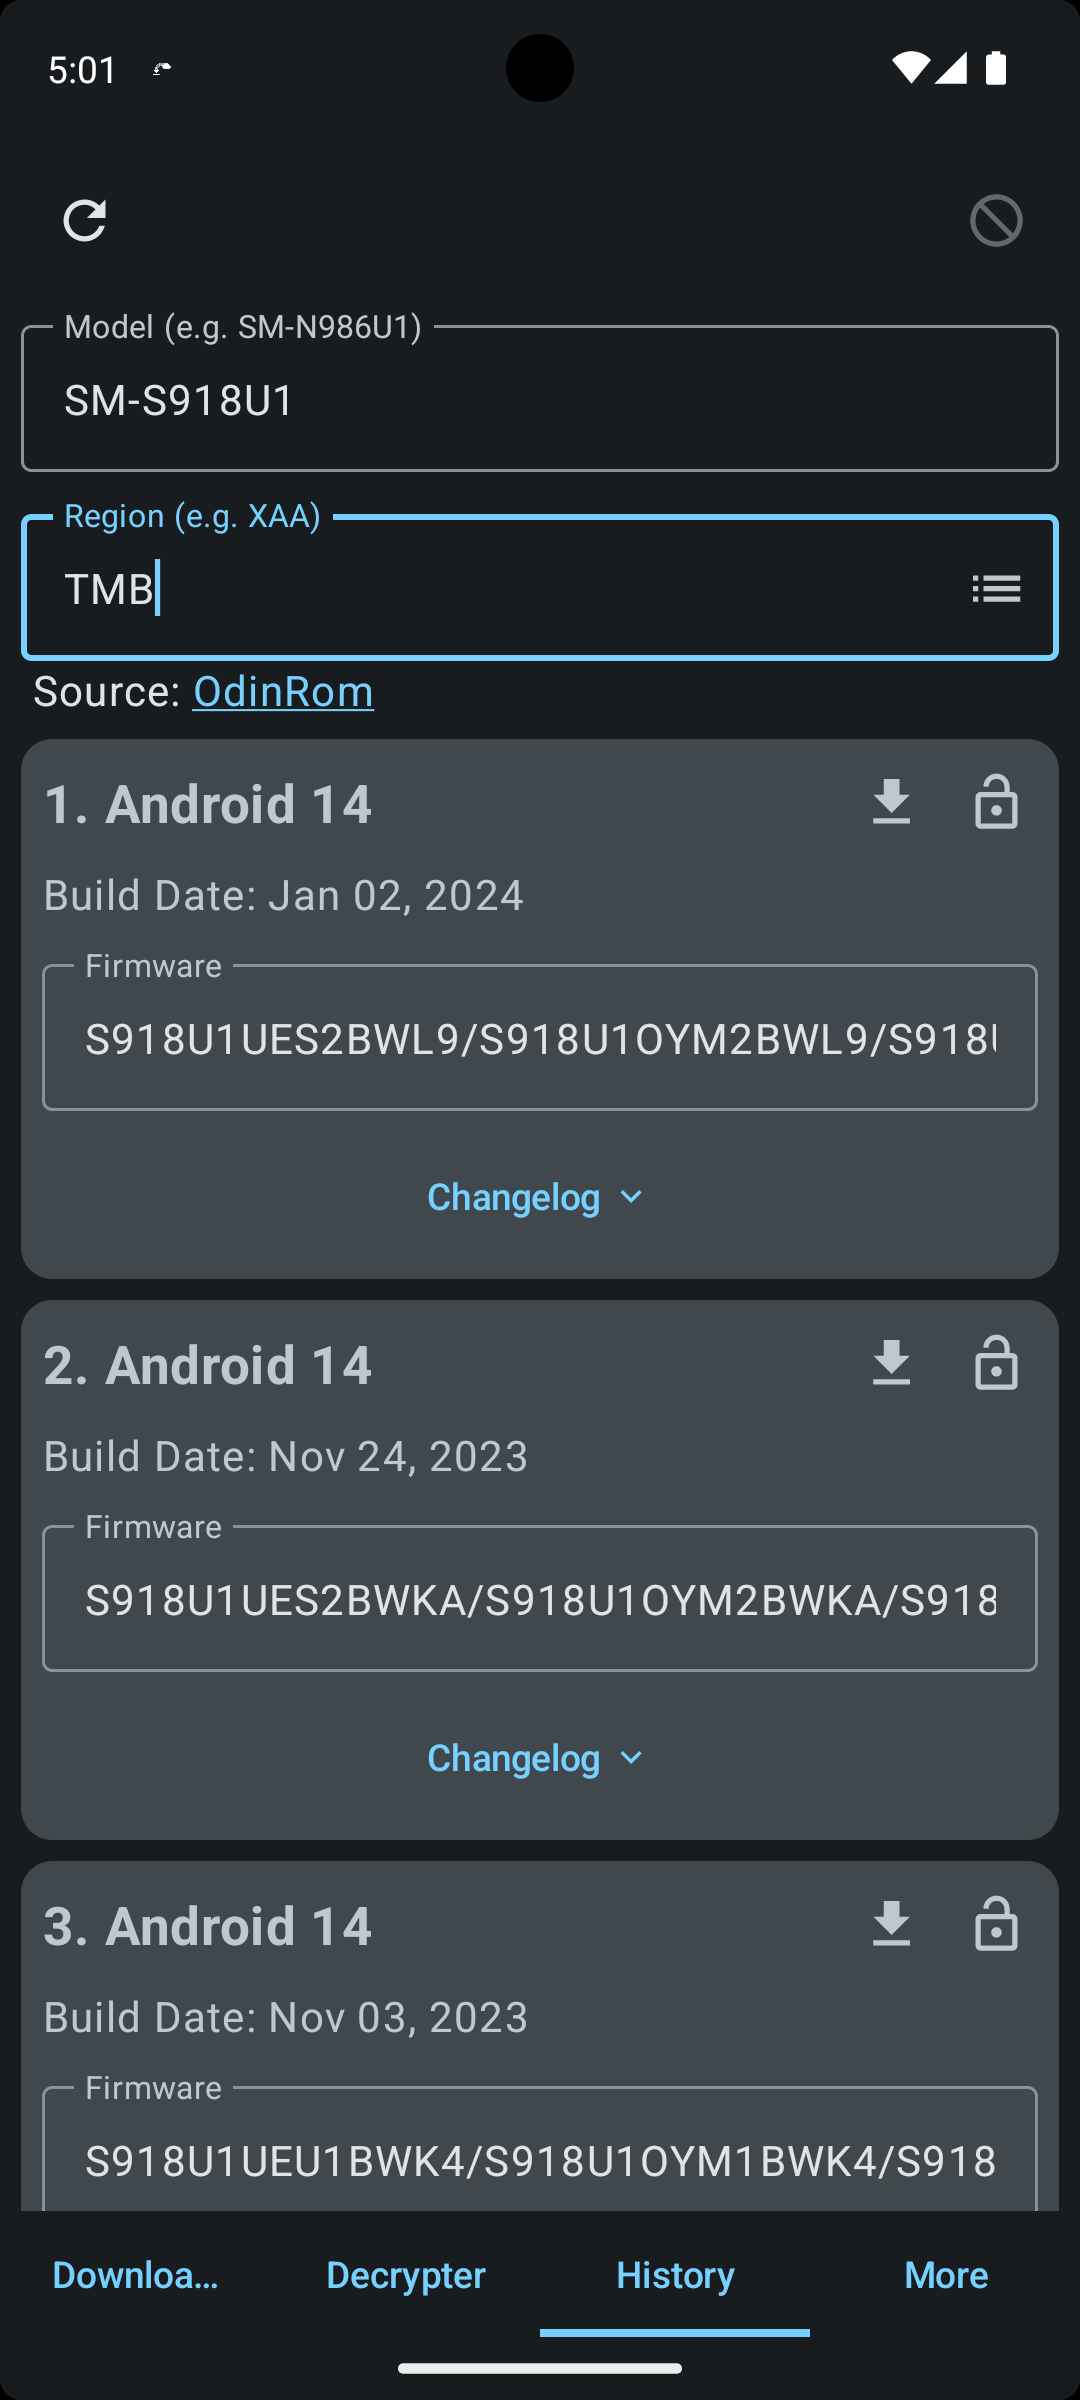 5:01
Model (e.g. SM-N986U1)
SM-S918U1
Region (e.g. XAA)
TMB
Source: OdinRom
1. Android 14
Build Date: Jan 02, 2024
Firmware
S918U1UES2BWL9/S918U1OYM2BWL9/S918
Changelog
2. Android 14
Build Date: Nov 24, 2023
Firmware
S918U1UES2BWKA/S918U1OYM2BWKA/S918
Changelog
3. Android 14
Build Date: Nov 03, 2023
Firmware
S918U1UEU1BWK4/S918U1OYM1BWK4/S918
Downloa...
Decrypter
History
More